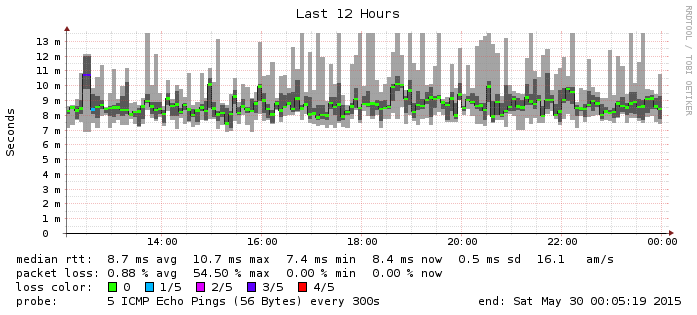 Last 12 Hours
RRDTOOL / TOBI OETIKER
Seconds
13 m
12 m
11 m
10 m
9 m
8 m
7 m
6 m
5 m
4 m
3 m
2 m
1 m
0
14:00 16:00 18:00 20:00 22:00 00:00
median rtt: 8.7 ms avg 10.7 ms max 7.4 ms min 8.4 ms now 0.5 ms sd 16.1 am/s
packet loss: 0.88 % avg 54.50 % max 0.00 % min 0.00 % now
loss color: 0 1/5 2/5 3/5 4/5
probe: 5 ICMP Echo Pings (56 Bytes) every 300s end: Sat May 30 00:05:19 2015